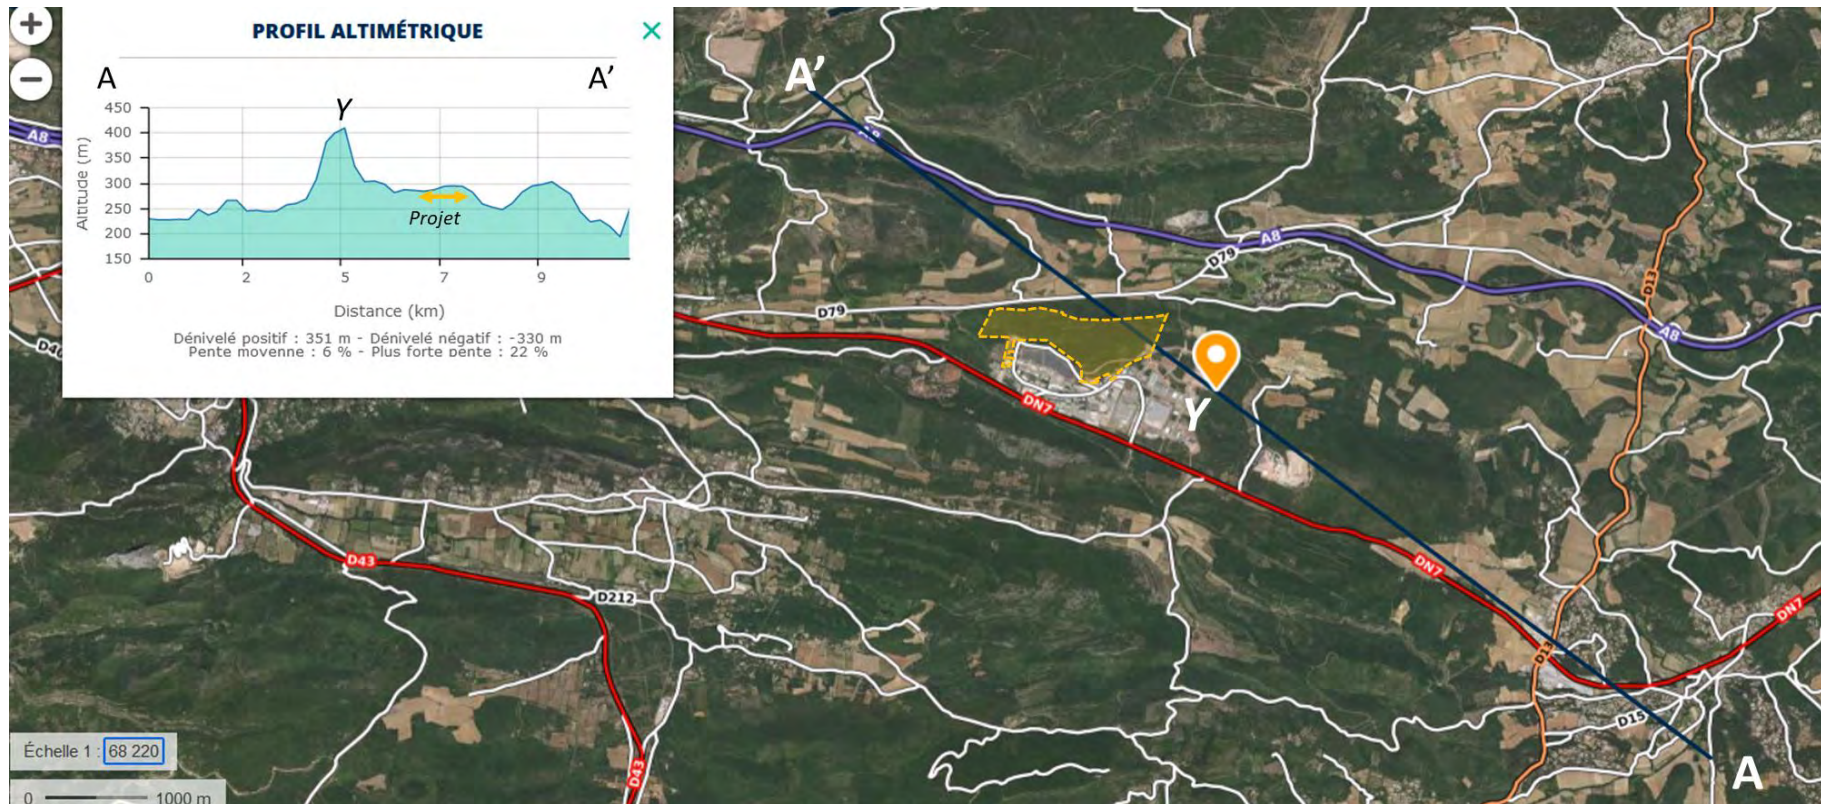 PROFIL ALTIMÉTRIQUE
A
A'
Y
450
400
350
300
250
200
150
Altitude (m)
Projet
0
2
5
7
9
Distance (km)
Dénivelé positif : 351 m - Dénivelé négatif : -330 m
Pente moyenne : 6 % - Plus forte pente : 22 %
A'
A8
A8
A8
D79
D13
A8
D79
DN7
Y
D43
D212
DN7
DN7
D13
D15
D43
A
Échelle 1 : 68 220
0 1000 m